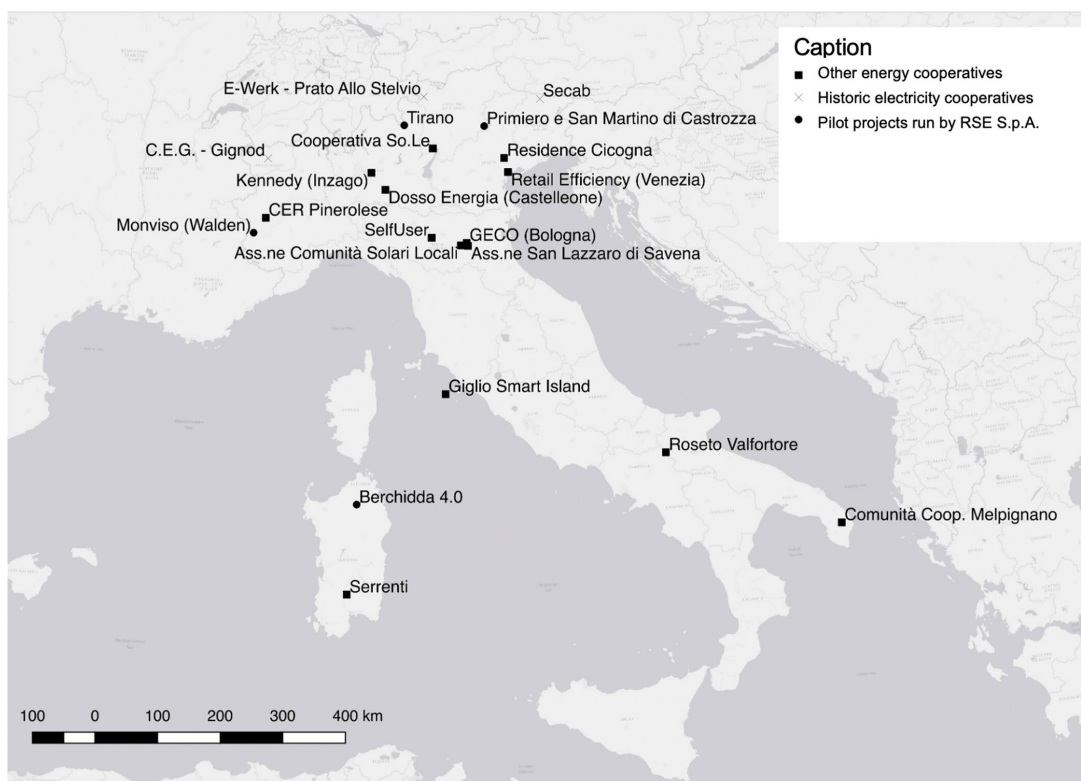 Caption
Other energy cooperatives
Historic electricity cooperatives
Pilot projects run by RSE S.p.A.
E-Werk - Prato Allo Stelvio
Secab
Tirano
Primiero e San Martino di Castrozza
Cooperativa So.Le
C.E.G. - Gignod
Residence Cicogna
Kennedy (Inzago)
Retail Efficiency (Venezia)
Dosso Energia (Castelleone)
CER Pinerolese
Monviso (Walden)
SelfUser
GECO (Bologna)
Ass.ne Comunità Solari Locali
Ass.ne San Lazzaro di Savena
Giglio Smart Island
Roseto Valfortore
Berchidda 4.0
Comunità Coop. Melpignano
Serrenti
100 0 100 200 300 400 km